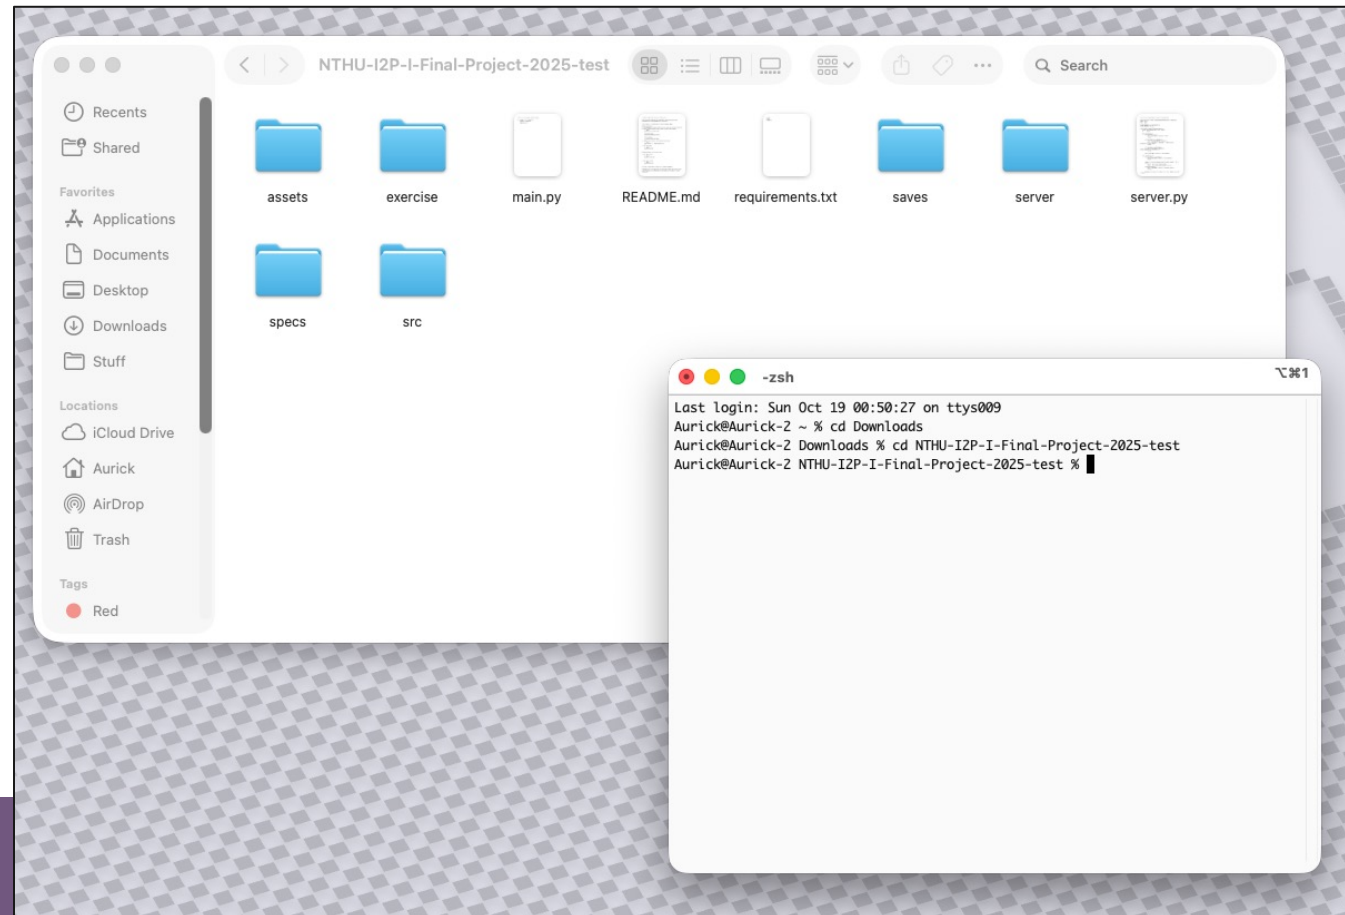 NTHU-I2P-I-Final-Project-2025-test
Search
Recents
Shared
Favorites
Applications
Documents
Desktop
Downloads
Stuff
Locations
iCloud Drive
Aurick
AirDrop
Trash
Tags
Red
assets
exercise
main.py
README.md
requirements.txt
saves
server
server.py
specs
src
-zsh
⌥⌘1
Last login: Sun Oct 19 00:50:27 on ttys009
Aurick@Aurick-2 ~ % cd Downloads
Aurick@Aurick-2 Downloads % cd NTHU-I2P-I-Final-Project-2025-test
Aurick@Aurick-2 NTHU-I2P-I-Final-Project-2025-test %